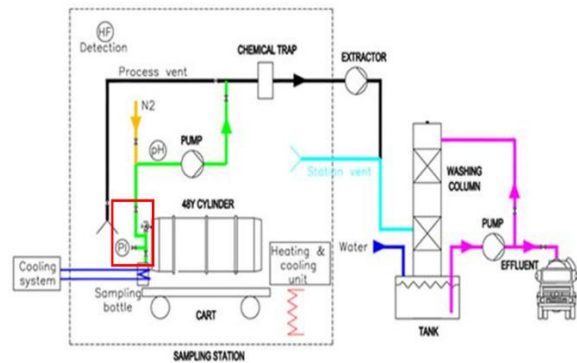 HF
Detection
Process vent
CHEMICAL TRAP
EXTRACTOR
N2
pH
PUMP
Station vent
WASHING
COLUMN
48Y CYLINDER
PI
PUMP
Water
EFFLUENT
Cooling
system
Sampling
bottle
Heating &
cooling
unit
CART
TANK
SAMPLING STATION